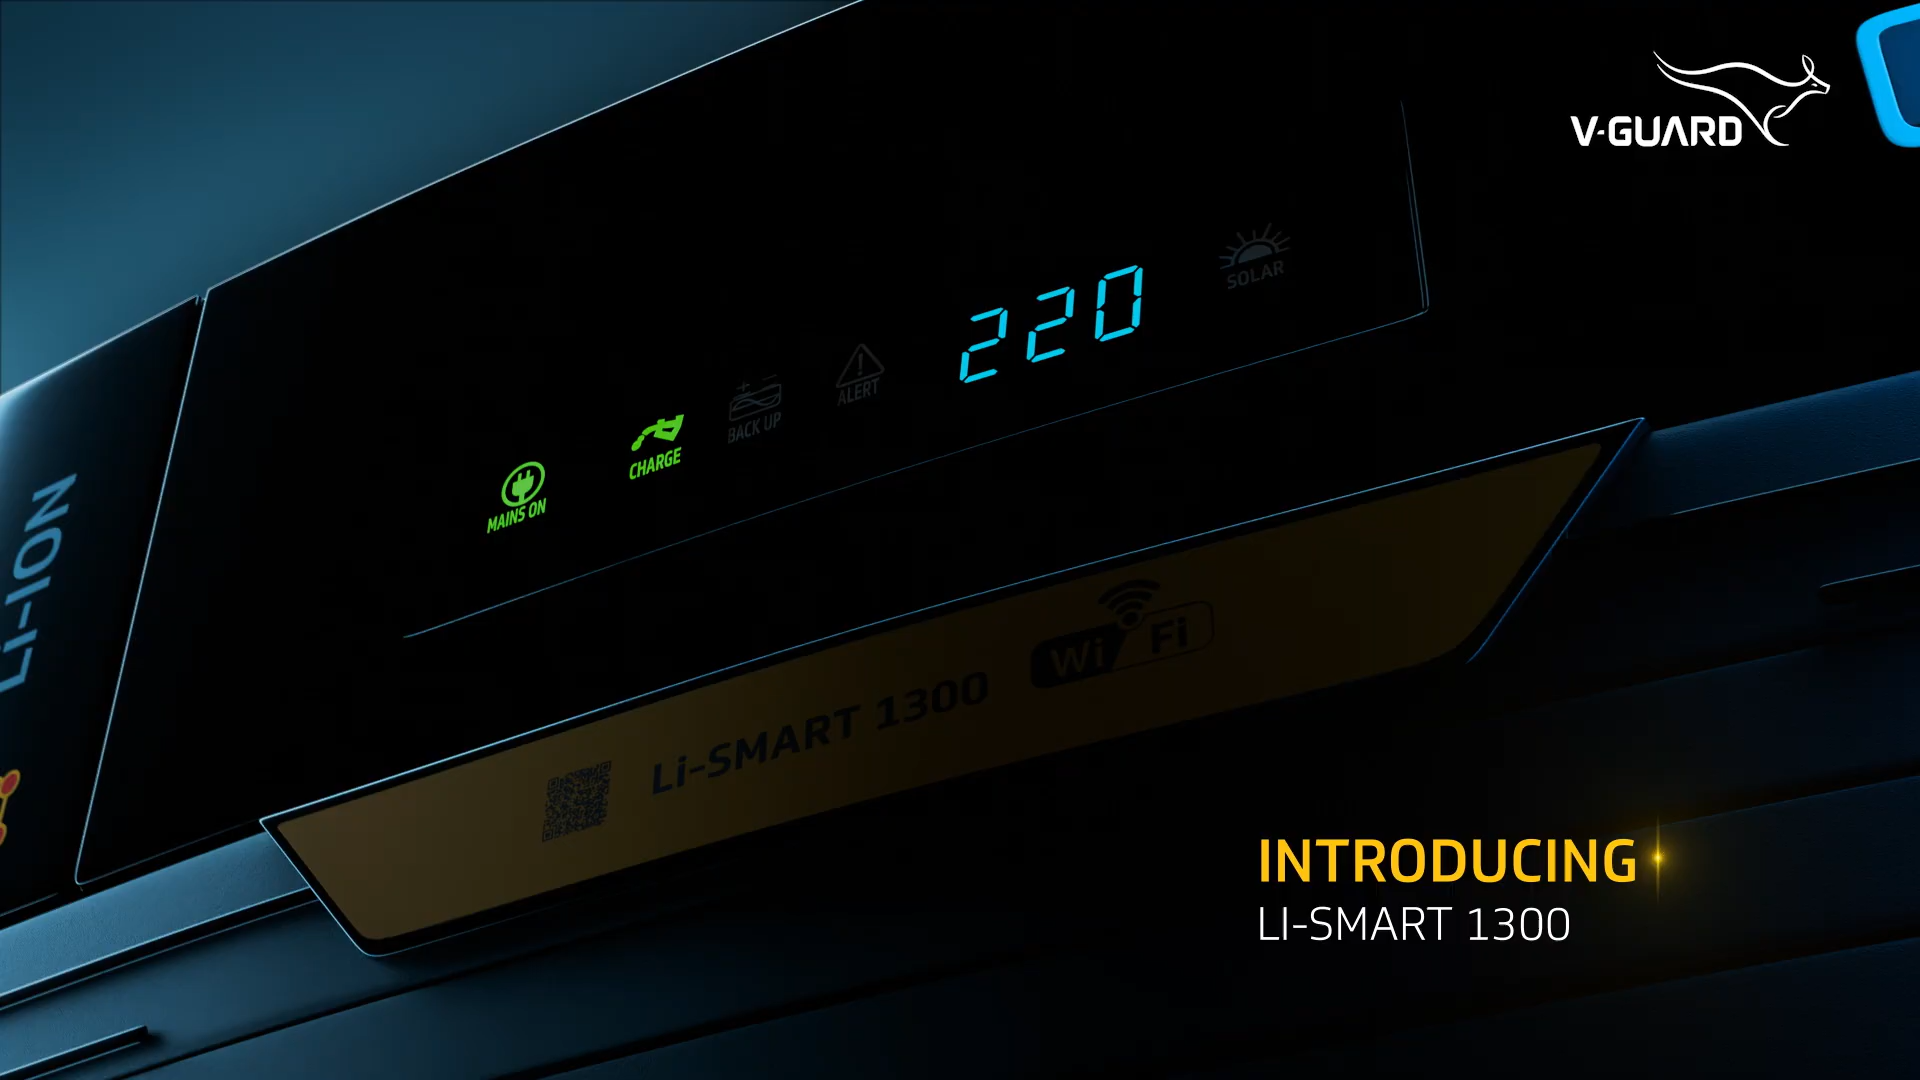 V-GUARD
SOLAR
220
ALERT
BACK UP
CHARGE
MAINS ON
LI-ION
Wi Fi
Li-SMART 1300
INTRODUCING
LI-SMART 1300